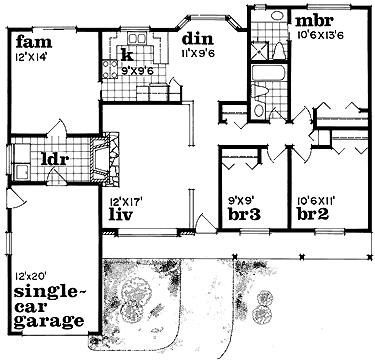 fam
12'X14'
k
9'X9'6
din
11'X9'6
mbr
10'6X13'6
ldr
12'X17'
liv
9'X9'
br3
10'6X11'
br2
12'X20'
single-
car
garage